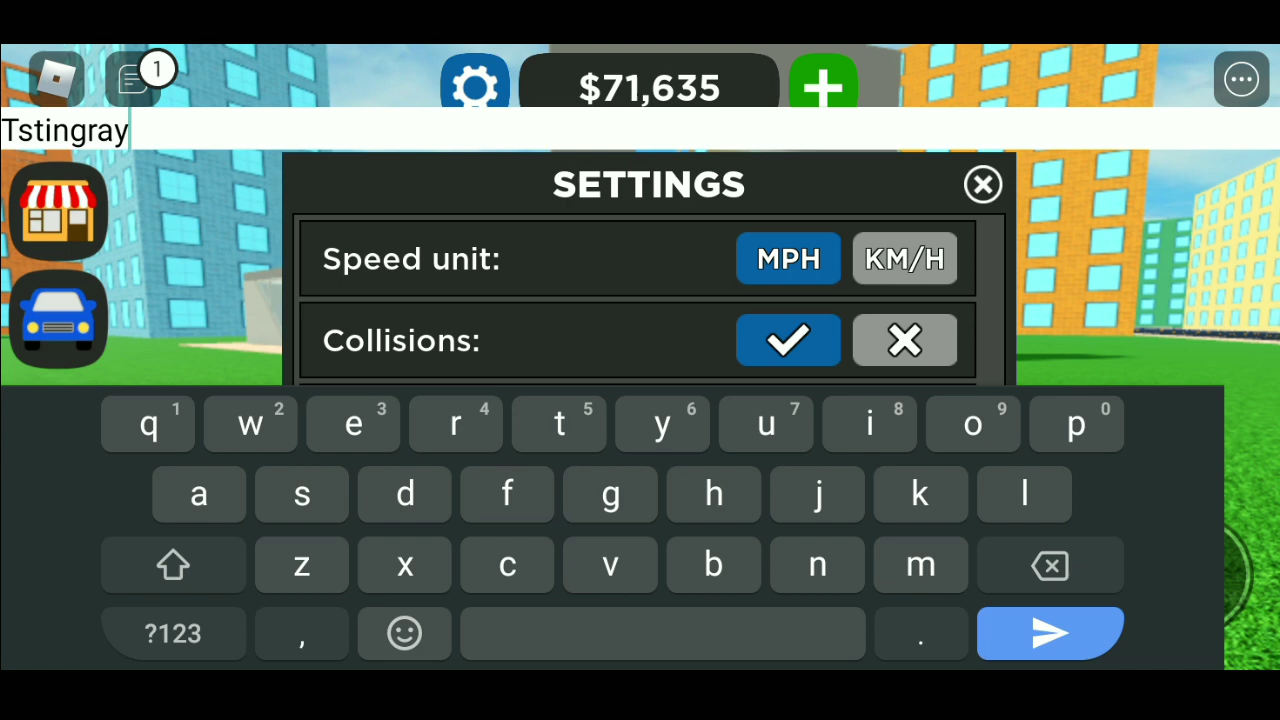 1
$71,635
Tstingray
SETTINGS
Speed unit: MPH KM/H
Collisions:
q 1 w 2 e 3 r 4 t 5 y 6 u 7 i 8 o 9 p 0
a s d f g h j k l
z x c v b n m
?123 , .